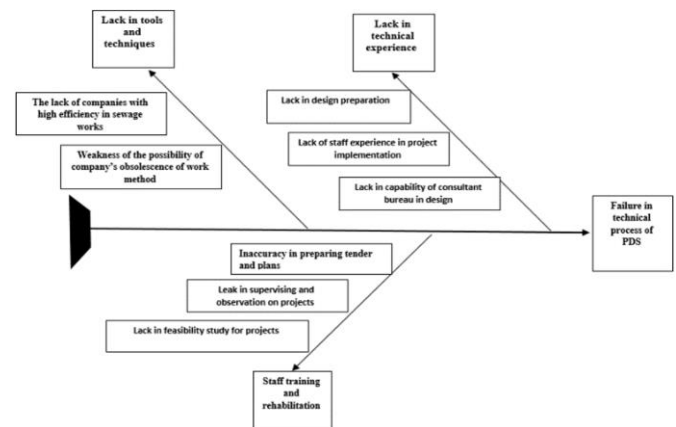 Lack in tools
and
techniques
Lack in
technical
experience
The lack of companies with
high efficiency in sewage
works
Lack in design preparation
Weakness of the possibility of
company's obsolescence of work
method
Lack of staff experience in project
implementation
Lack in capability of consultant
bureau in design
Failure in
technical
process of
PDS
Inaccuracy in preparing tender
and plans
Leak in supervising and
observation on projects
Lack in feasibility study for projects
Staff training
and
rehabilitation